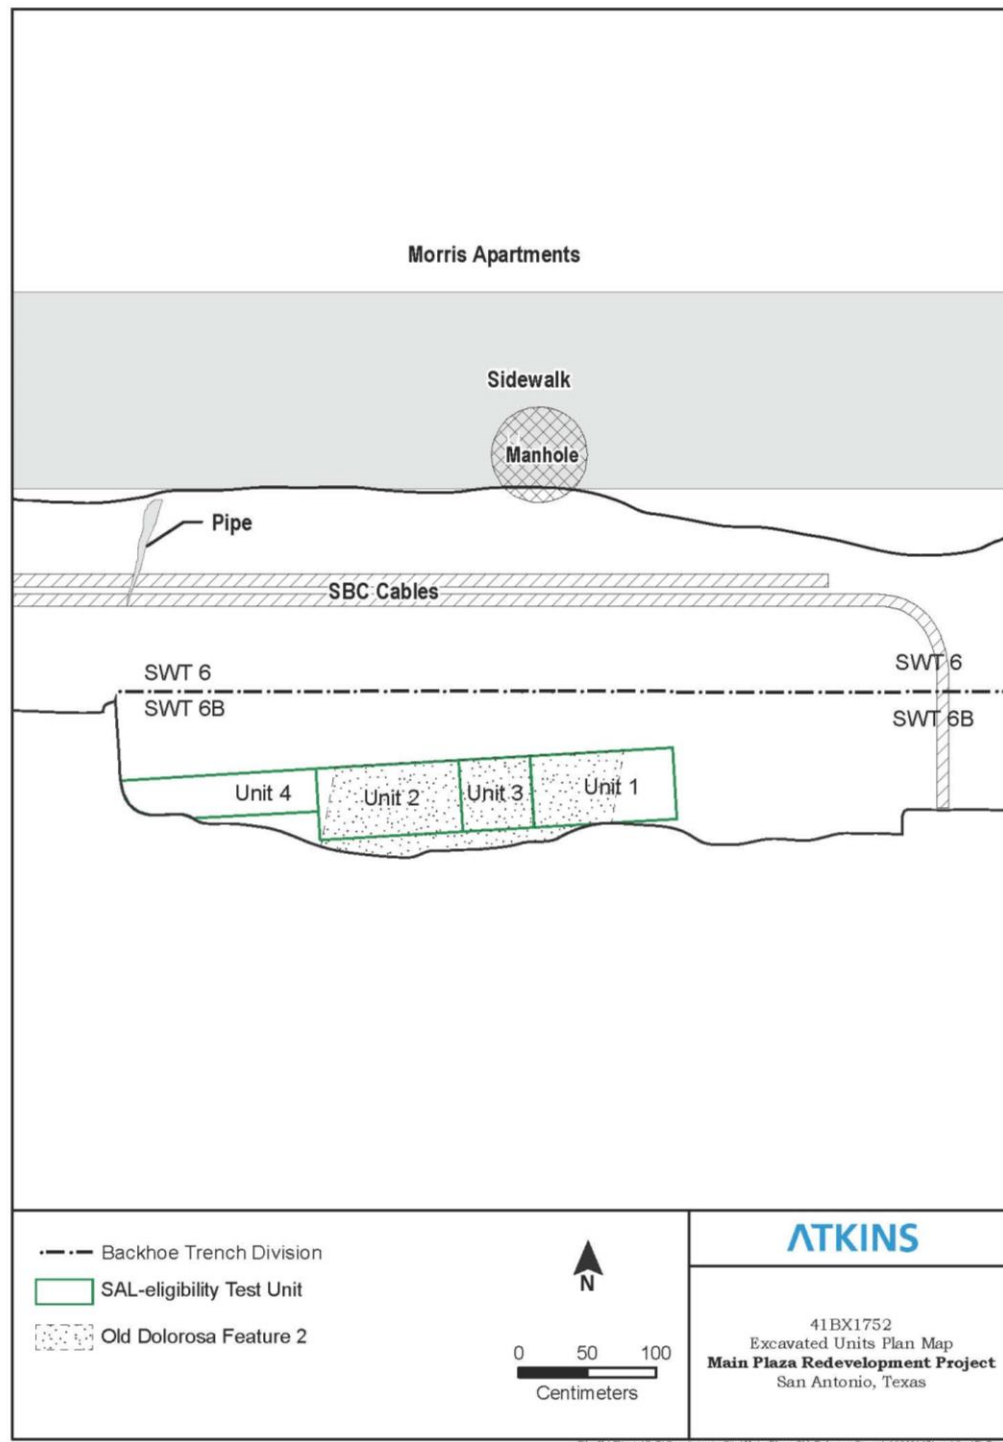 Morris Apartments
Sidewalk
Manhole
Pipe
SBC Cables
SWT 6
SWT 6
SWT 6B
SWT 6B
Unit 4
Unit 2
Unit 3
Unit 1
Backhoe Trench Division
SAL-eligibility Test Unit
Old Dolorosa Feature 2
N
0 50 100
Centimeters
ATKINS
41BX1752
Excavated Units Plan Map
Main Plaza Redevelopment Project
San Antonio, Texas